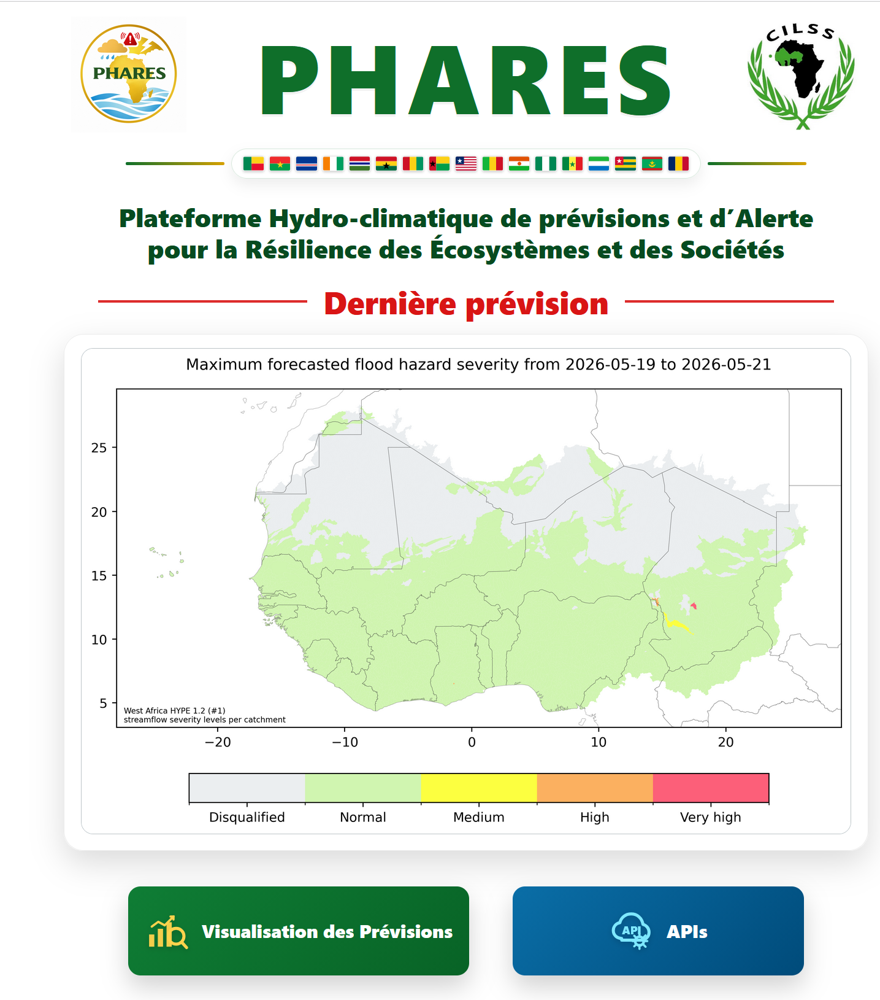 PHARES
PHARES
CILSS
Plateforme Hydro-climatique de prévisions et d’Alerte
pour la Résilience des Écosystèmes et des Sociétés
Dernière prévision
Maximum forecasted flood hazard severity from 2026-05-19 to 2026-05-21
25
20
15
10
5
West Africa HYPE 1.2 (#1)
streamflow severity levels per catchment
−20 −10 0 10 20
Disqualified Normal Medium High Very high
Visualisation des Prévisions
API
APIs